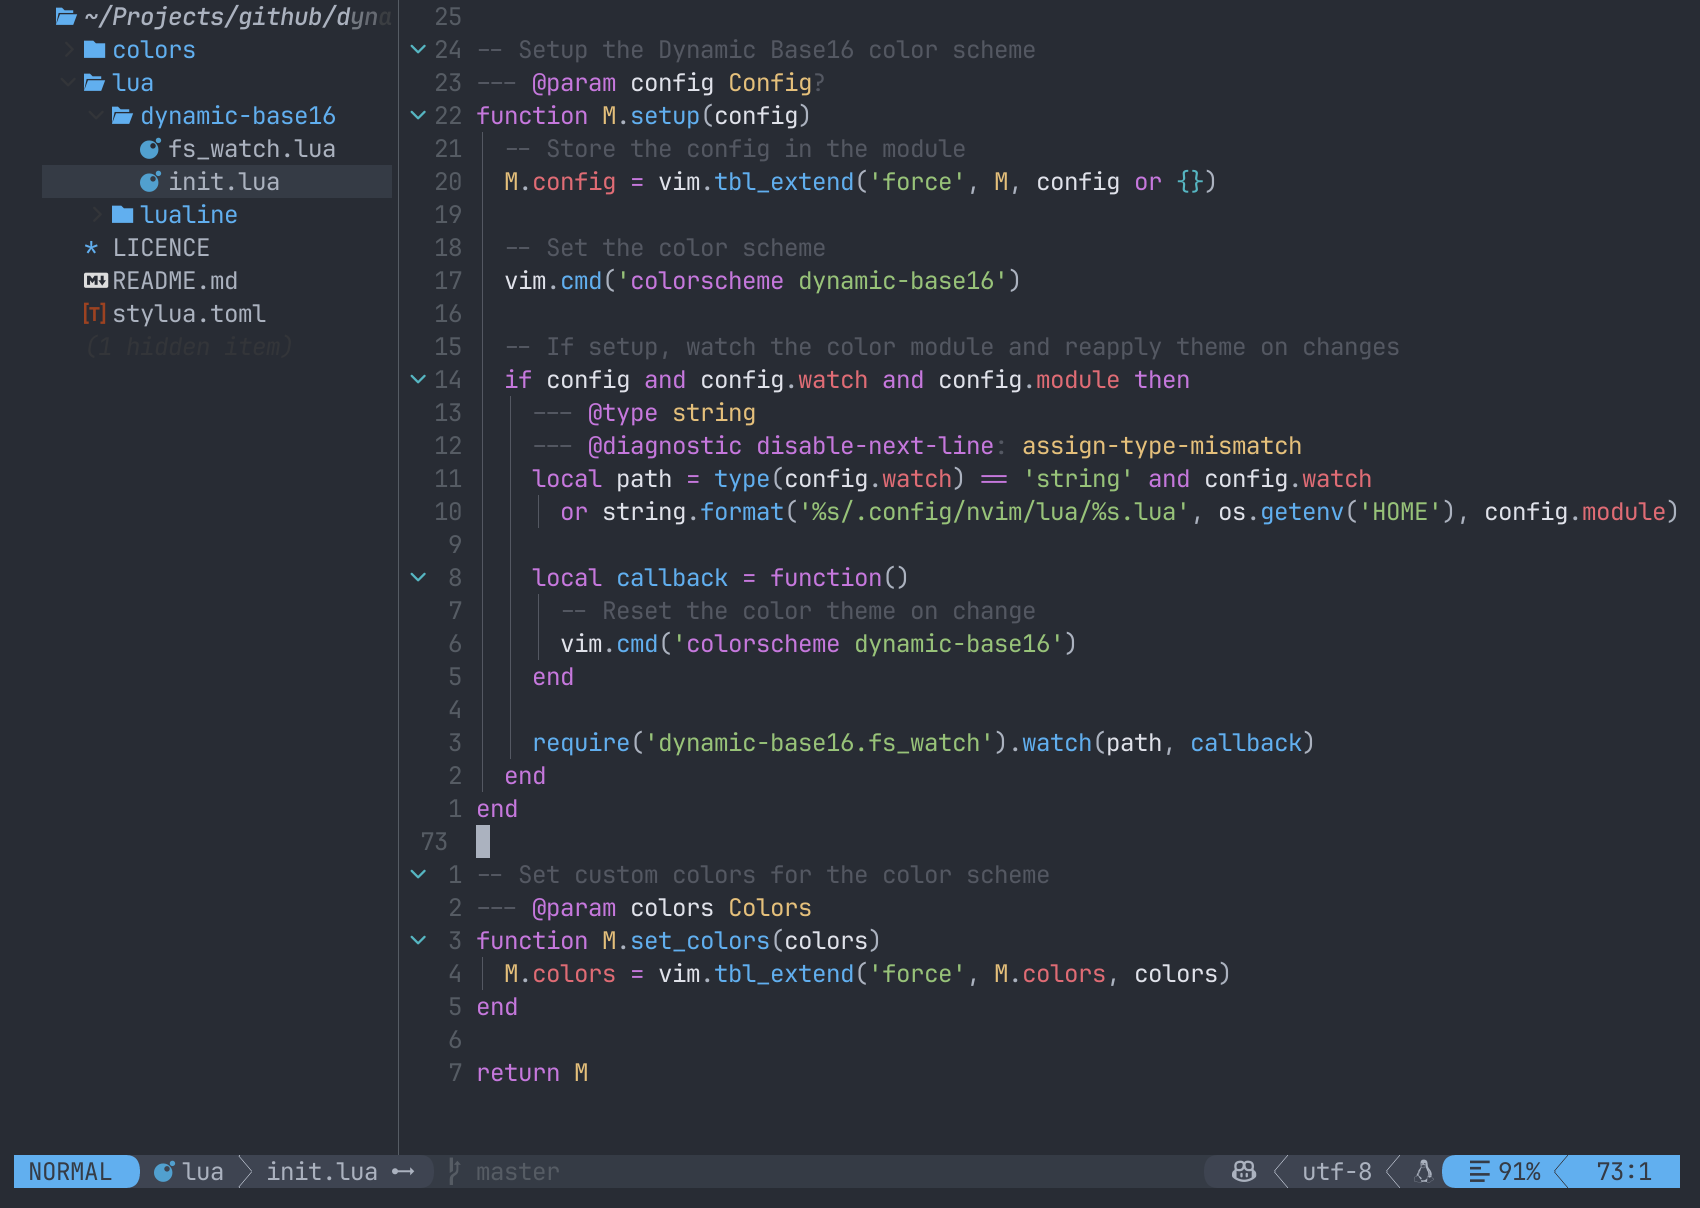 ~/Projects/github/dyna
colors
lua
dynamic-base16
fs_watch.lua
init.lua
lualine
LICENCE
README.md
[T] stylua.toml
(1 hidden item)
25
24 -- Setup the Dynamic Base16 color scheme
23 --- @param config Config?
22 function M.setup(config)
21 -- Store the config in the module
20 M.config = vim.tbl_extend('force', M, config or {})
19
18 -- Set the color scheme
17 vim.cmd('colorscheme dynamic-base16')
16
15 -- If setup, watch the color module and reapply theme on changes
14 if config and config.watch and config.module then
13 --- @type string
12 --- @diagnostic disable-next-line: assign-type-mismatch
11 local path = type(config.watch) == 'string' and config.watch
10 or string.format('%s/.config/nvim/lua/%s.lua', os.getenv('HOME'), config.module)
9
8 local callback = function()
7 -- Reset the color theme on change
6 vim.cmd('colorscheme dynamic-base16')
5 end
4
3 require('dynamic-base16.fs_watch').watch(path, callback)
2 end
1 end
73
1 -- Set custom colors for the color scheme
2 --- @param colors Colors
3 function M.set_colors(colors)
4 M.colors = vim.tbl_extend('force', M.colors, colors)
5 end
6
7 return M
NORMAL lua init.lua master utf-8 91% 73:1